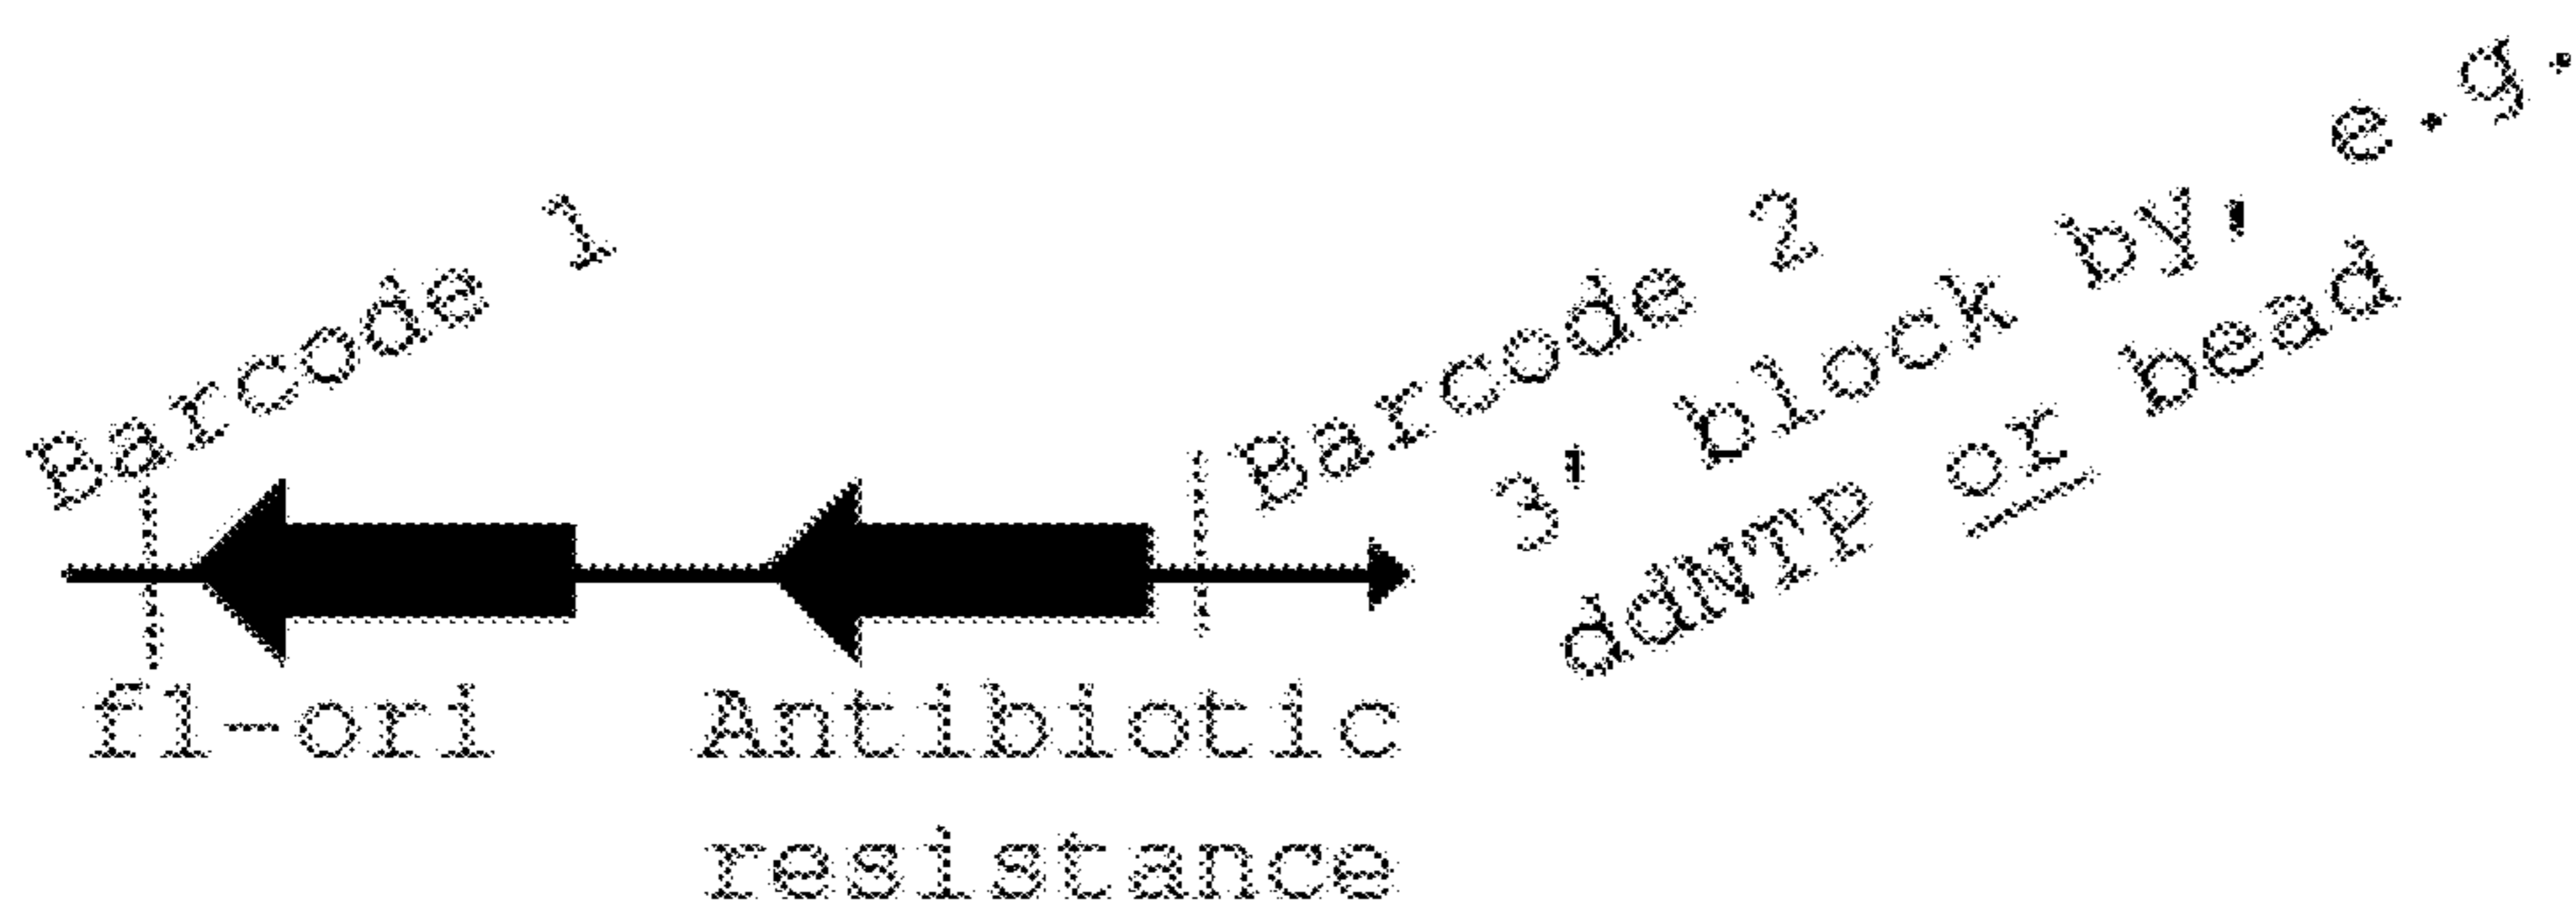 Barcode 1
Barcode 2
3' block by, e.g.
ddNTP or bead
f1-ori
Antibiotic
resistance